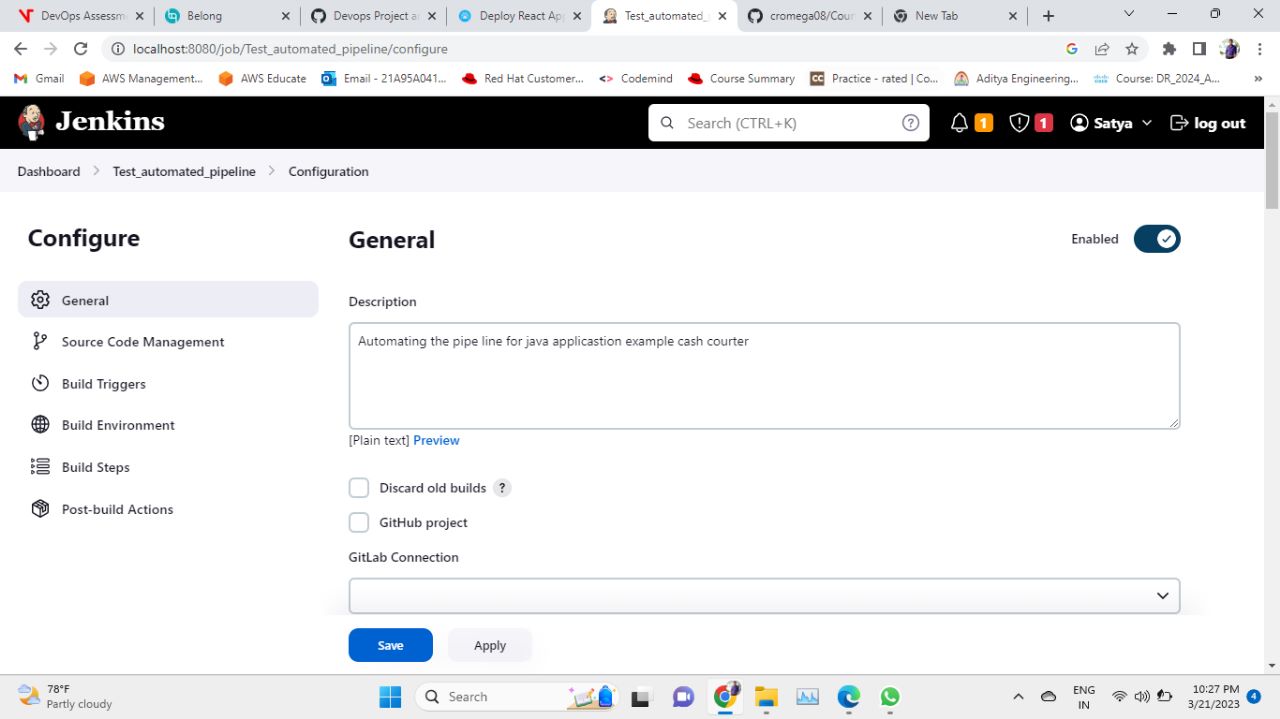 DevOps Assessm
Belong
Devops Project ar
Deploy React App
Test_automated_
cromega08/Cour
New Tab
localhost:8080/job/Test_automated_pipeline/configure
Gmail
AWS Management...
AWS Educate
Email - 21A95A041...
Red Hat Customer...
Codemind
Course Summary
CC
Practice - rated | Co...
Aditya Engineering...
Course: DR_2024_A...
»
Jenkins
Search (CTRL+K)
?
1
1
Satya
log out
Dashboard
Test_automated_pipeline
Configuration
Configure
General
Source Code Management
Build Triggers
Build Environment
Build Steps
Post-build Actions
General
Enabled
Description
Automating the pipe line for java applicastion example cash courter
[Plain text] Preview
Discard old builds ?
GitHub project
GitLab Connection
Save
Apply
78°F
Partly cloudy
Search
ENG
IN
10:27 PM
3/21/2023
4